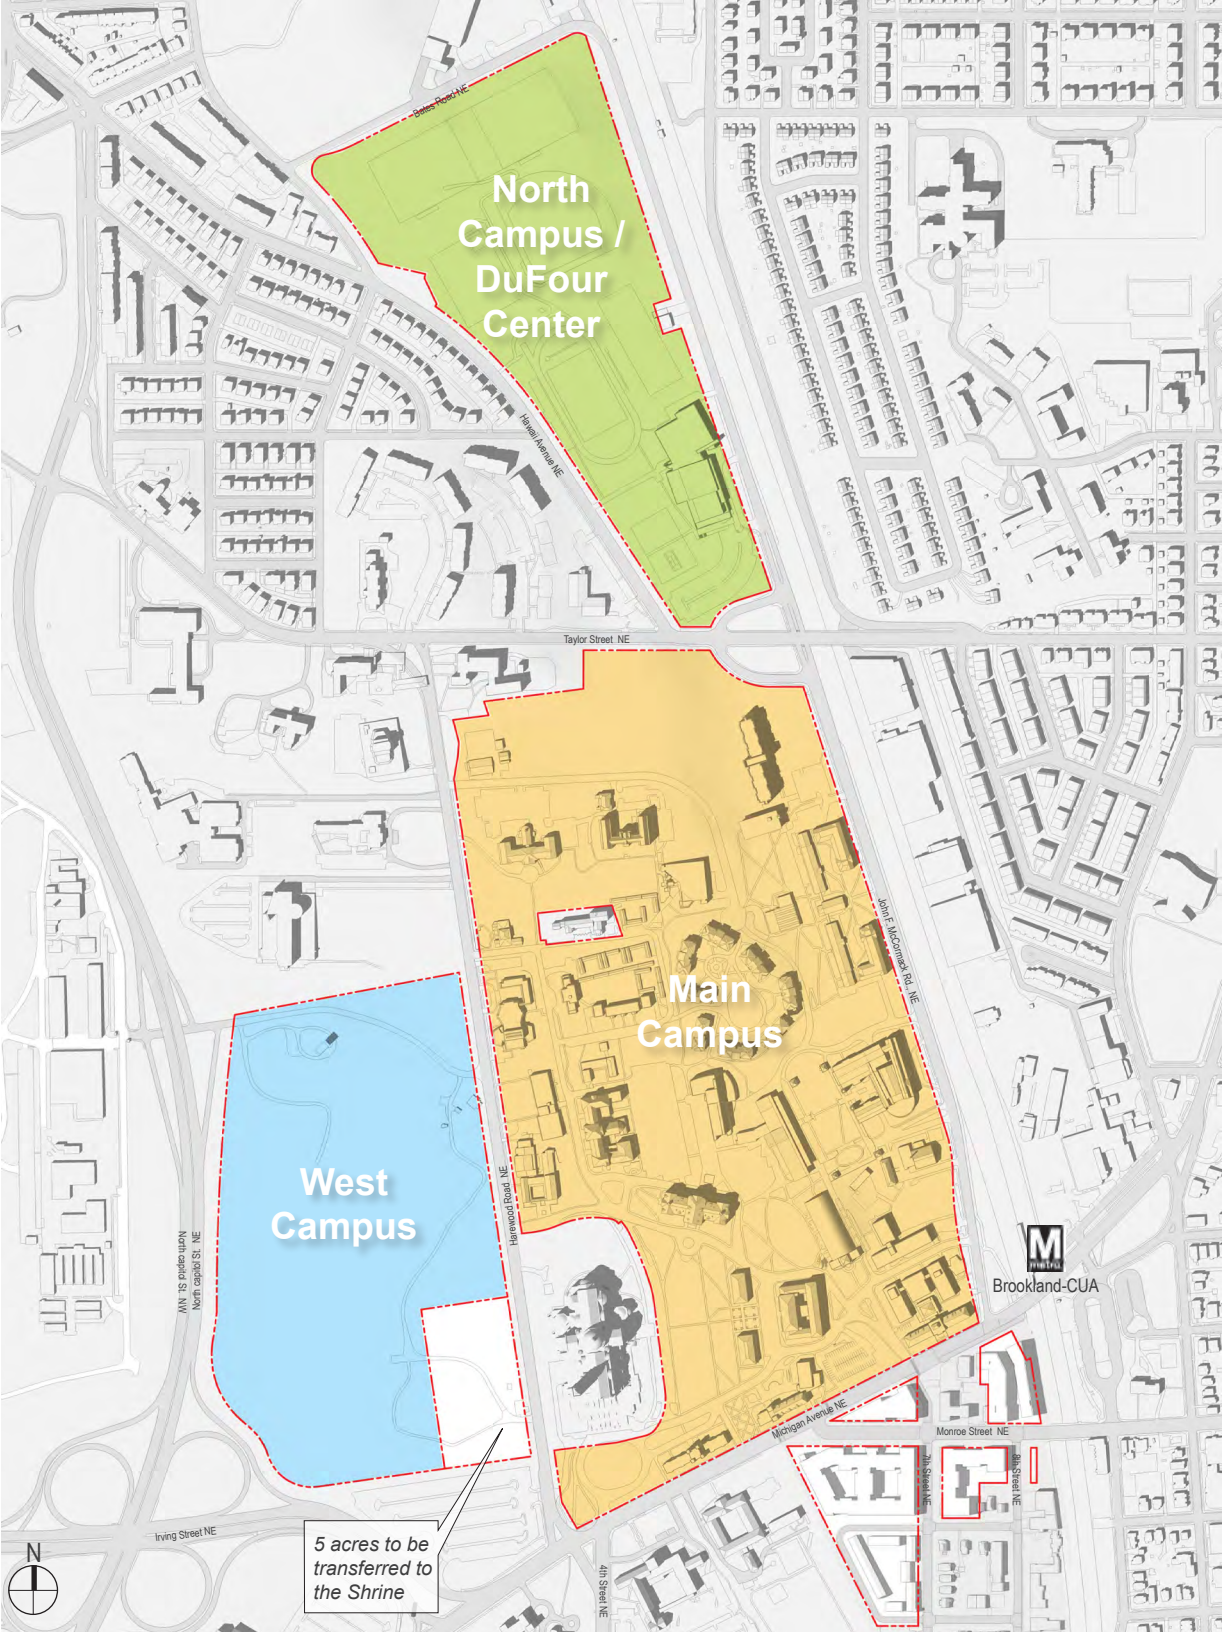 Bates Road NE
North
Campus /
DuFour
Center
Hawaii Avenue NE
Taylor Street NE
John F. McCormack Rd., NE
Main
Campus
West
Campus
Harewood Road NE
North capitol St. NW
North capitol St. NE
M
metro
Brookland-CUA
Michigan Avenue NE
Monroe Street NE
7th Street NE
8th Street NE
Irving Street NE
5 acres to be
transferred to
the Shrine
4th Street NE
N